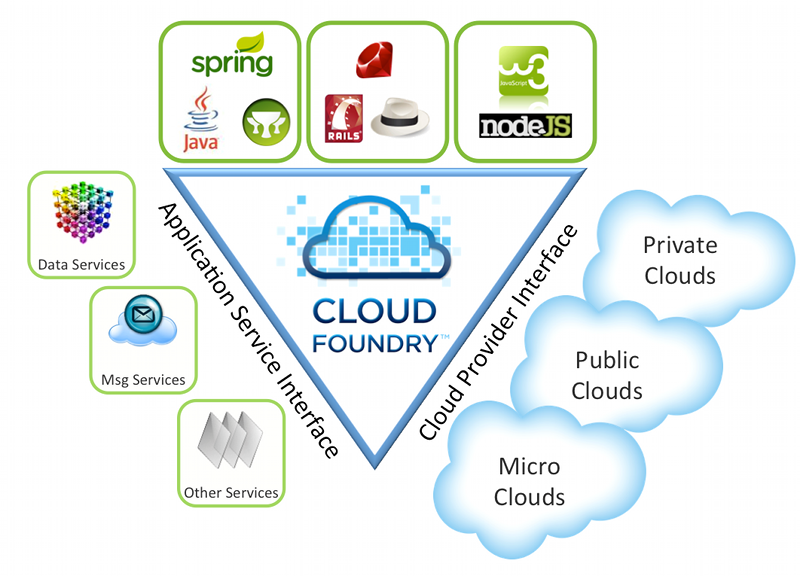 spring
Java
RAILS
w3
JavaScript
nodeJS
Data Services
Msg Services
Other Services
Application Service Interface
CLOUD
FOUNDRY™
Cloud Provider Interface
Private
Clouds
Public
Clouds
Micro
Clouds